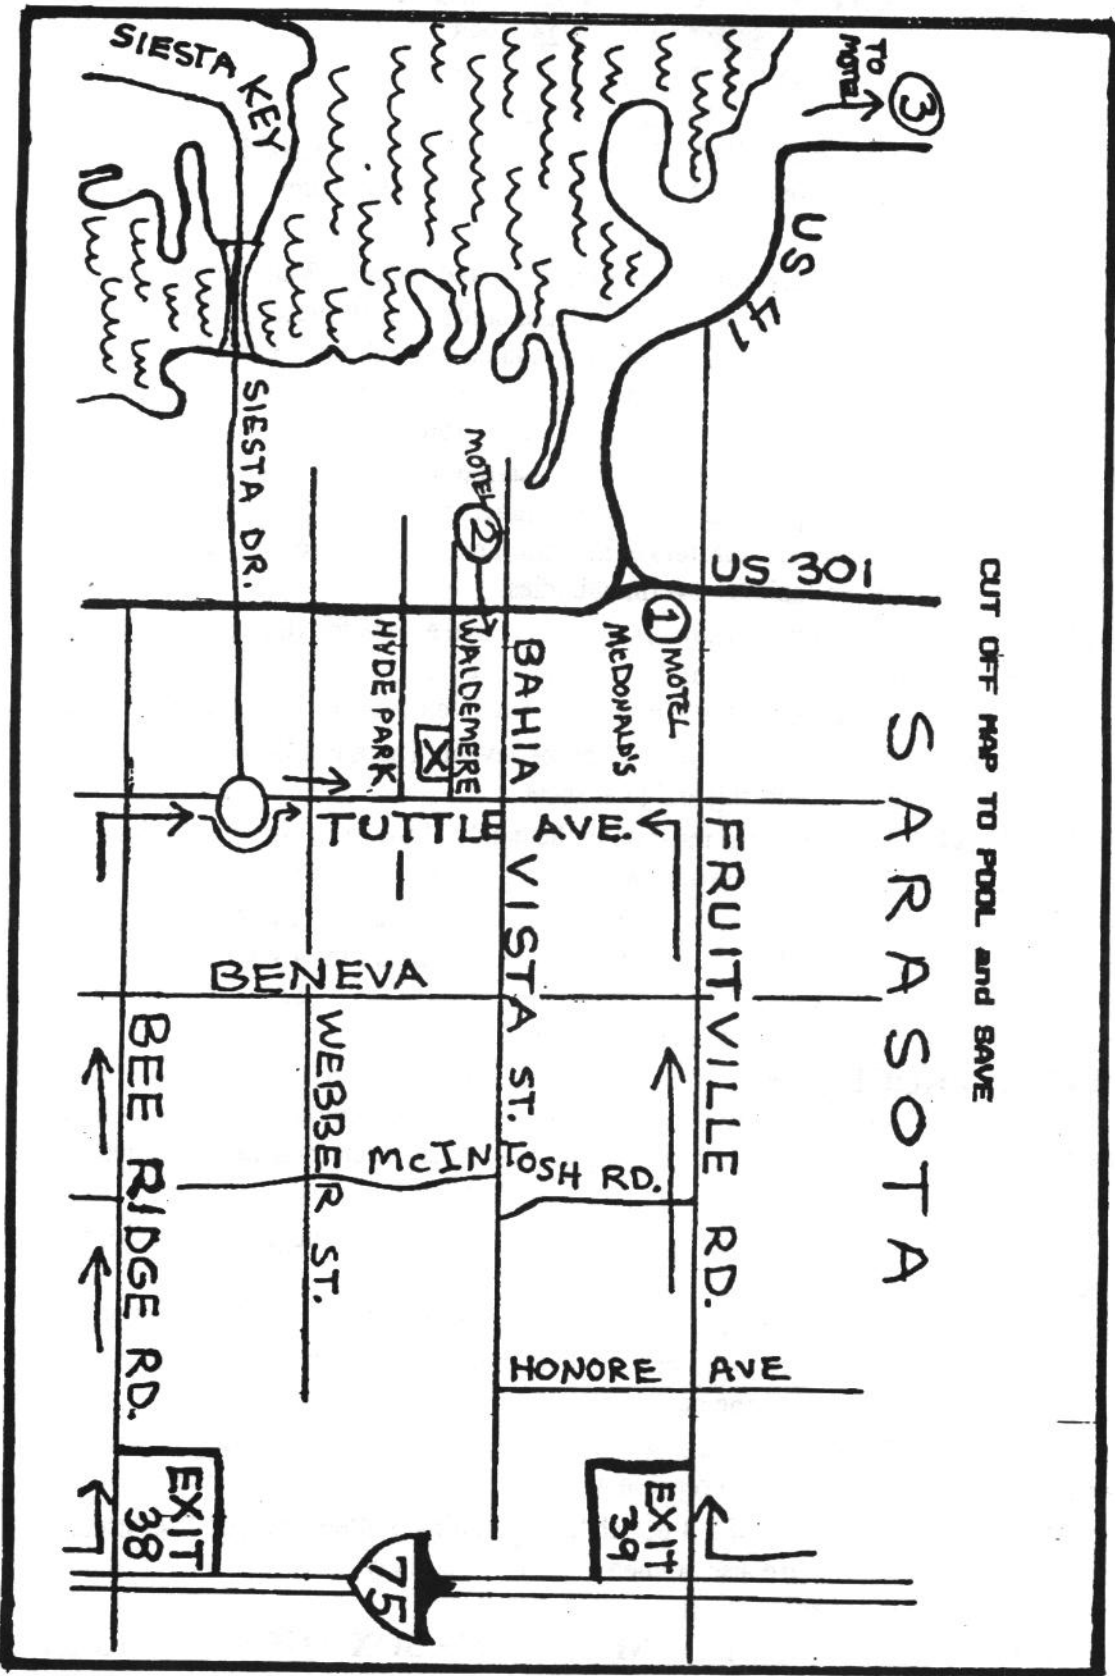 CUT OFF MAP TO POOL and SAVE
SARASOTA
③
TO
MOTEL
US 41
US 301
① MOTEL
McDONALD'S
FRUITVILLE RD.
HONORE AVE
EXIT
39
BAHIA VISTA ST.
MOTEL
②
WALDEMERE
X
HYDE PARK
TUTTLE AVE.
BENEVA
McINTOSH RD.
WEBBER ST.
SIESTA KEY
SIESTA DR.
BEE RIDGE RD.
EXIT
38
75